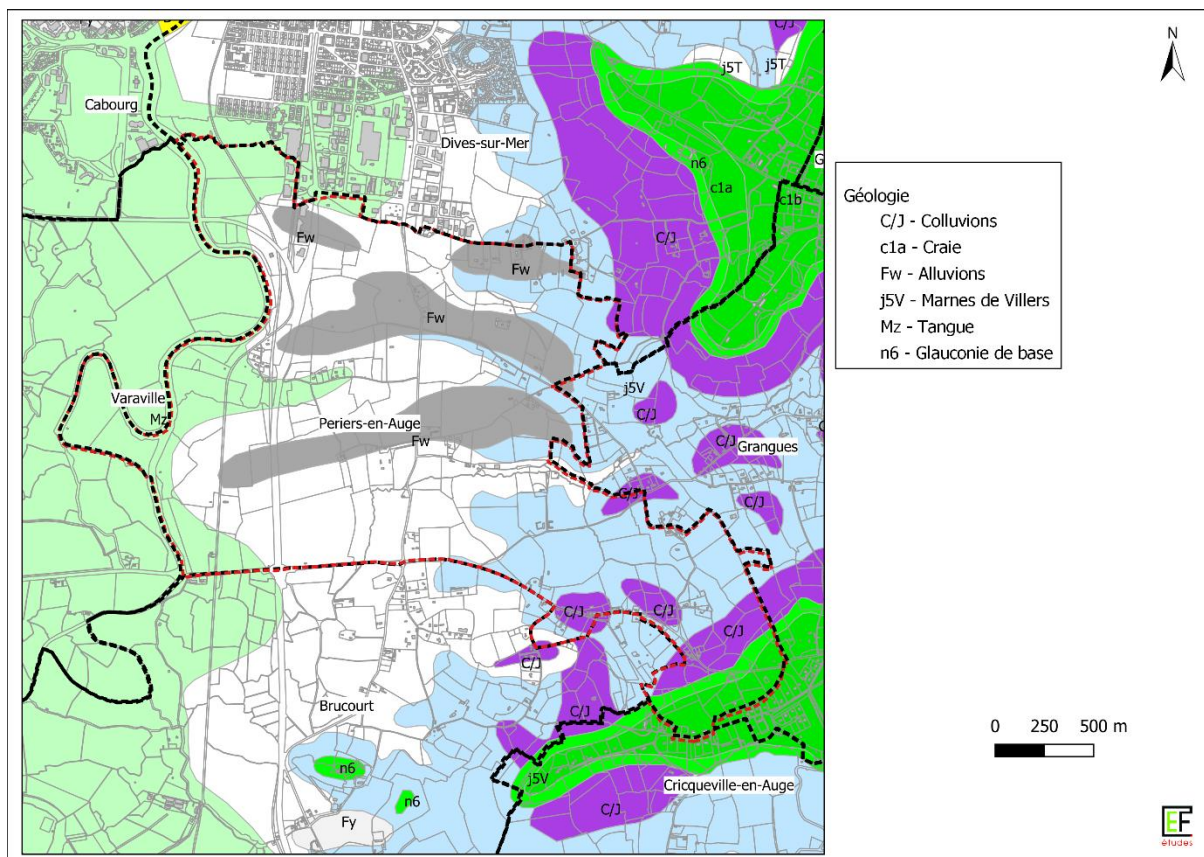 N
Cabourg
Dives-sur-Mer
j5T
j5T
n6
c1a
G
c1b
C/J
C/J
Fw
Fw
Fw
j5V
C/J
Varaville
Mz
Periers-en-Auge
Fw
C/J
Grangues
C/J
C/J
C/J
C/J
C/J
C/J
C/J
Brucourt
n6
n6
j5V
Cricqueville-en-Auge
C/J
Fy
Géologie
C/J - Colluvions
c1a - Craie
Fw - Alluvions
j5V - Marnes de Villers
Mz - Tangue
n6 - Glauconie de base
0 250 500 m
EF
études